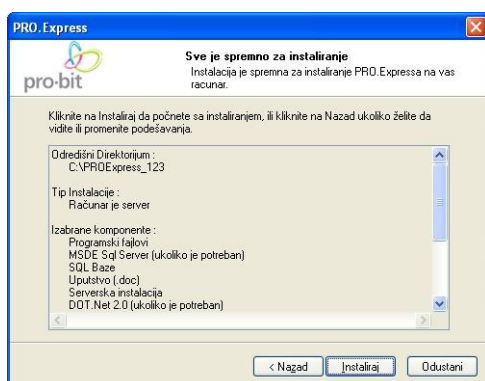 PRO.Express
pro·bit
Sve je spremno za instaliranje
Instalacija je spremna za instaliranje PRO.Expressa na vas
racunar.
Kliknite na Instaliraj da počnete sa instaliranjem, ili kliknite na Nazad ukoliko želite da
vidite ili promenite podešavanja.
Odredišni Direktorijum :
C:\PROExpress_123
Tip Instalacije :
Računar je server
Izabrane komponente :
Programski fajlovi
MSDE Sql Server (ukoliko je potreban)
SQL Baze
Uputstvo (.doc)
Serverska instalacija
DOT.Net 2.0 (ukoliko je potreban)
< Nazad
Instaliraj
Odustani